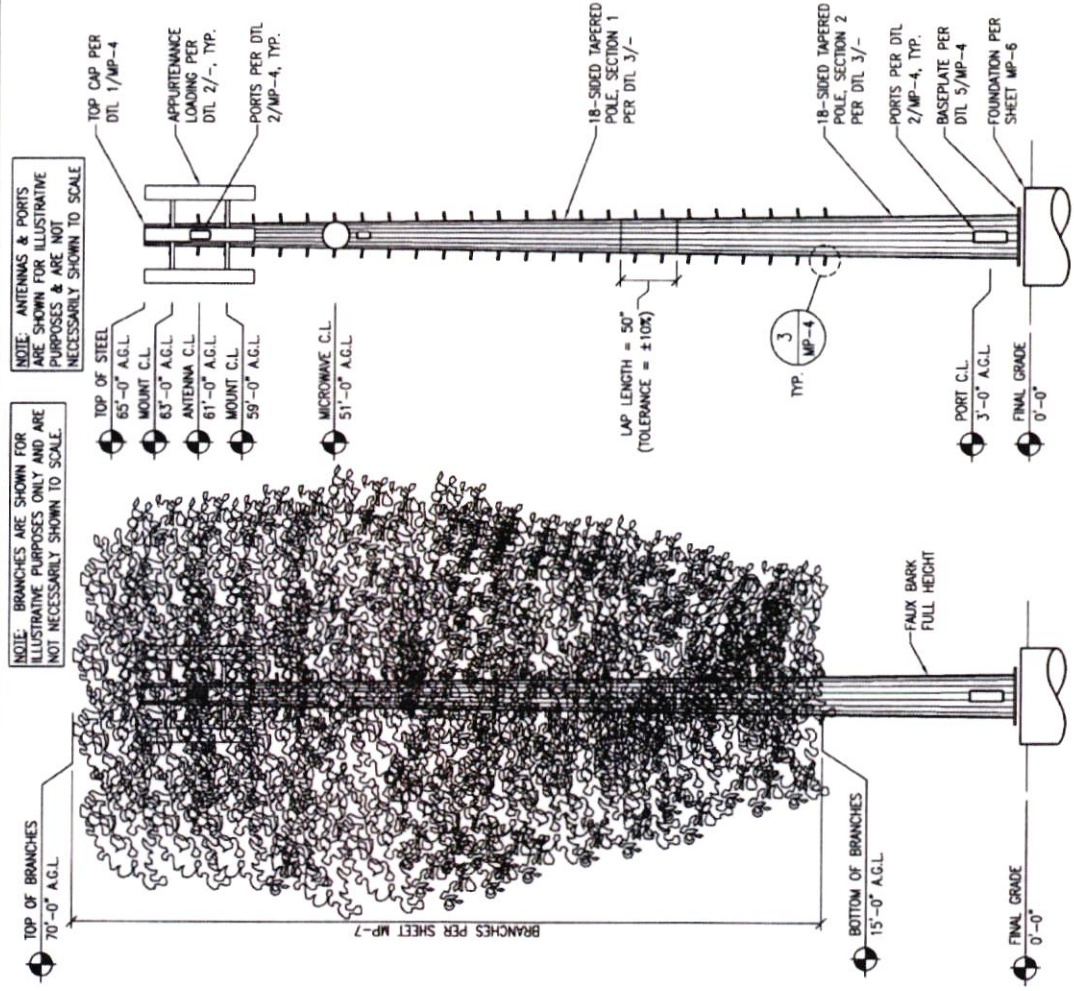 NOTE: BRANCHES ARE SHOWN FOR
ILLUSTRATIVE PURPOSES ONLY AND ARE
NOT NECESSARILY SHOWN TO SCALE.
TOP OF BRANCHES
70'-0" A.G.L.
BRANCHES PER SHEET MP-7
BOTTOM OF BRANCHES
15'-0" A.G.L.
FAUX BARK
FULL HEIGHT
FINAL GRADE
0'-0"
NOTE: ANTENNAS & PORTS
ARE SHOWN FOR ILLUSTRATIVE
PURPOSES & ARE NOT
NECESSARILY SHOWN TO SCALE
TOP OF STEEL
65'-0" A.G.L.
MOUNT C.L.
63'-0" A.G.L.
ANTENNA C.L.
61'-0" A.G.L.
MOUNT C.L.
59'-0" A.G.L.
MICROWAVE C.L.
51'-0" A.G.L.
LAP LENGTH = 50"
(TOLERANCE = ±10%)
TYP.
3
MP-4
PORT C.L.
3'-0" A.G.L.
FINAL GRADE
0'-0"
TOP CAP PER
DTL 1/MP-4
APPURTENANCE
LOADING PER
DTL 2/-, TYP.
PORTS PER DTL
2/MP-4, TYP.
18-SIDED TAPERED
POLE, SECTION 1
PER DTL 3/-
18-SIDED TAPERED
POLE, SECTION 2
PER DTL 3/-
PORTS PER DTL
2/MP-4, TYP.
BASEPLATE PER
DTL 5/MP-4
FOUNDATION PER
SHEET MP-6